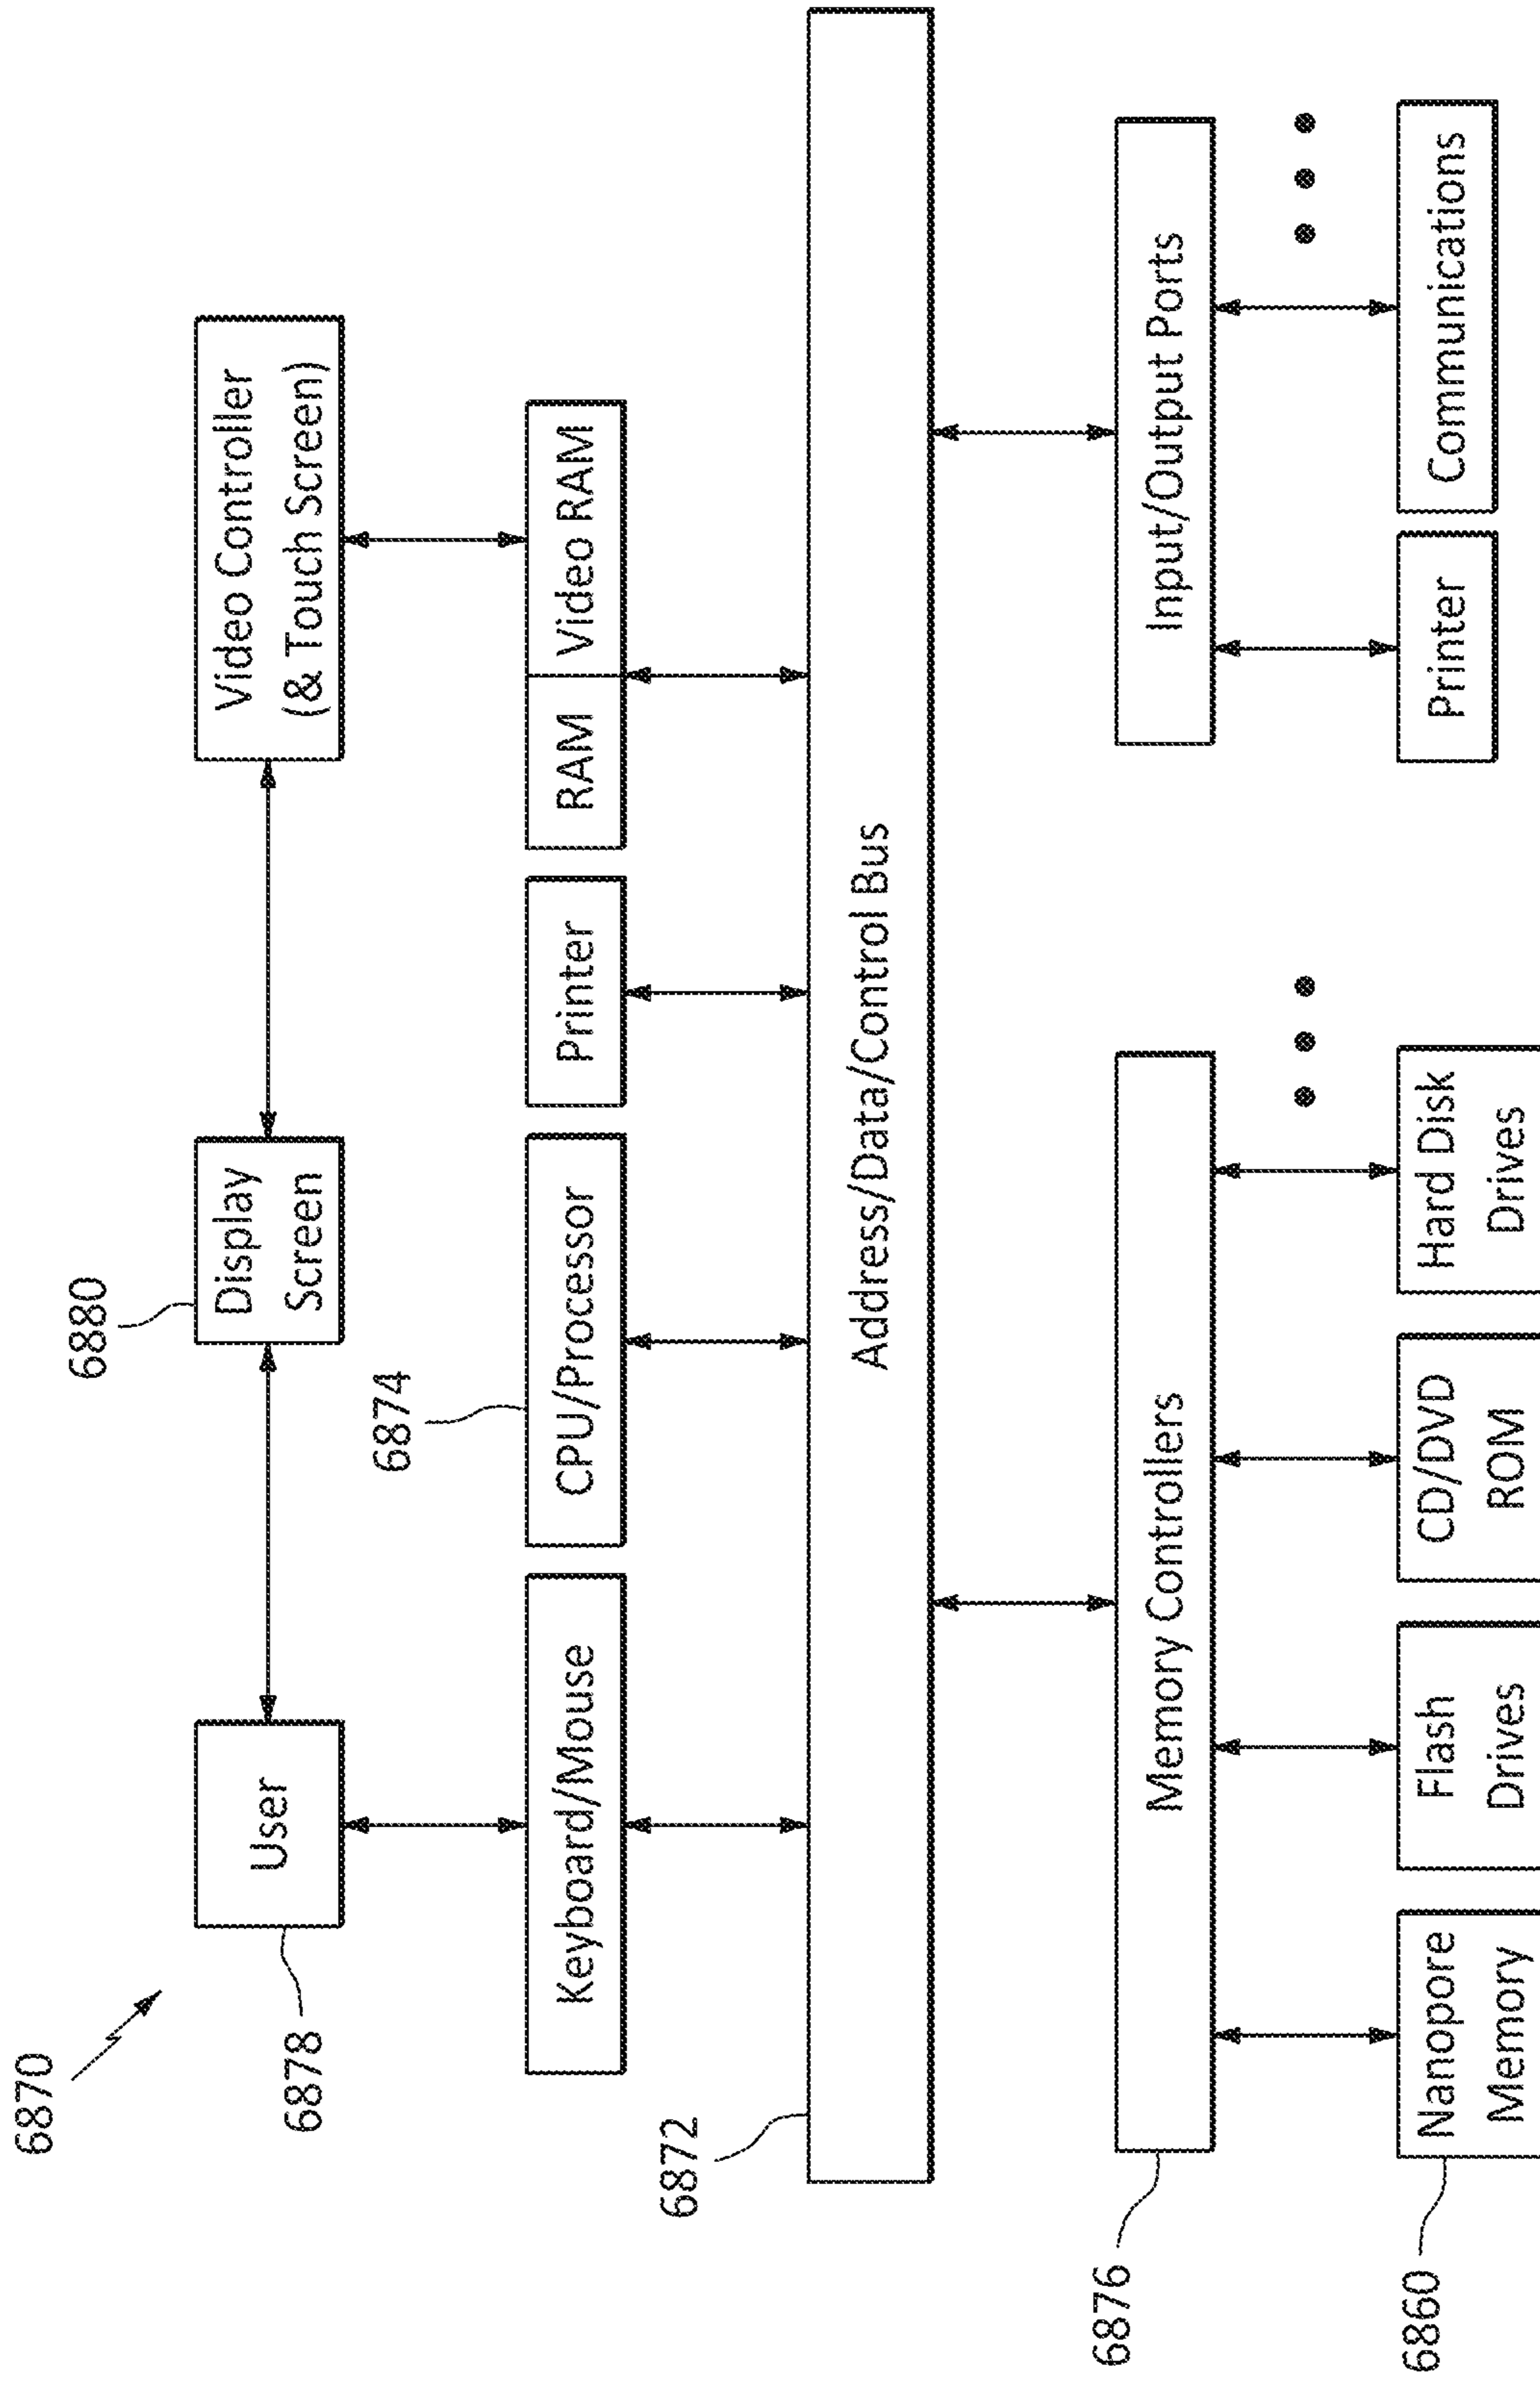 6870
6880
User
Display
Screen
Video Controller
(& Touch Screen)
6878
6874
Keyboard/Mouse
CPU/Processor
Printer
RAM
Video RAM
6872
Address/Data/Control Bus
Memory Controllers
Input/Output Ports
6876
Nanopore
Memory
Flash
Drives
CD/DVD
ROM
Hard Disk
Drives
Printer
Communications
6860